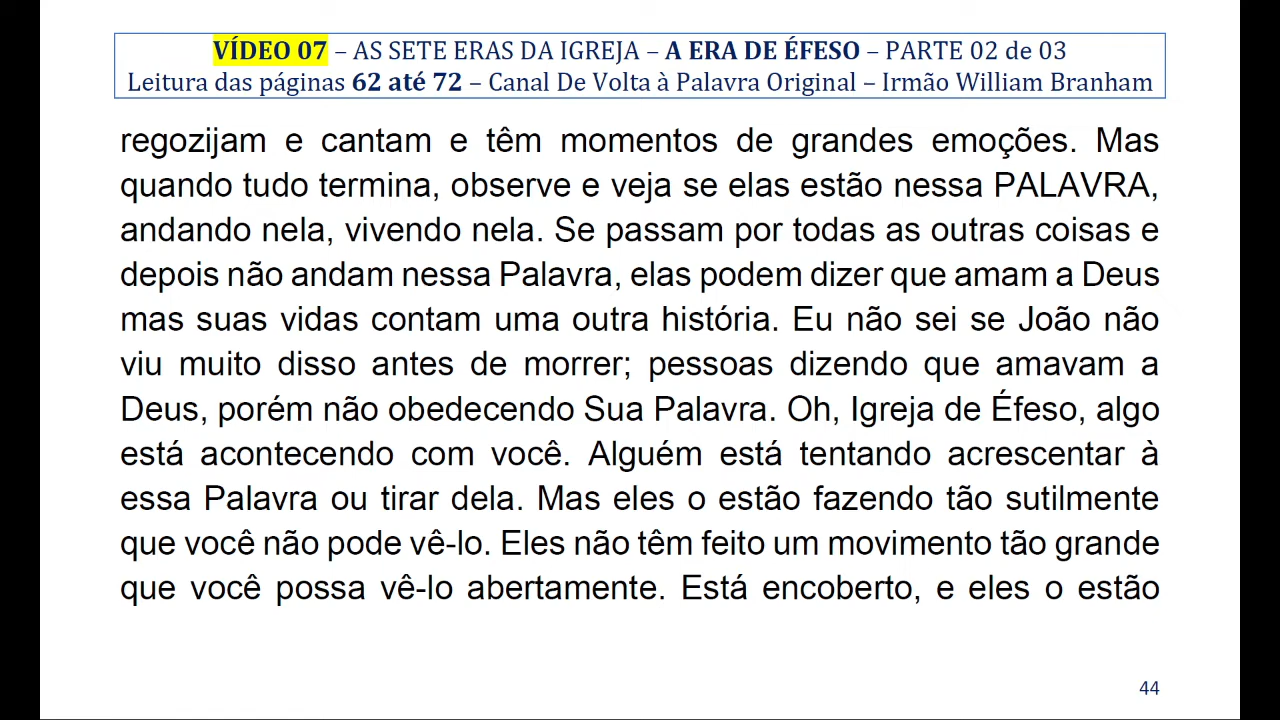 VÍDEO 07 – AS SETE ERAS DA IGREJA – A ERA DE ÉFESO – PARTE 02 de 03
Leitura das páginas 62 até 72 – Canal De Volta à Palavra Original – Irmão William Branham
regozijam e cantam e têm momentos de grandes emoções. Mas
quando tudo termina, observe e veja se elas estão nessa PALAVRA,
andando nela, vivendo nela. Se passam por todas as outras coisas e
depois não andam nessa Palavra, elas podem dizer que amam a Deus
mas suas vidas contam uma outra história. Eu não sei se João não
viu muito disso antes de morrer; pessoas dizendo que amavam a
Deus, porém não obedecendo Sua Palavra. Oh, Igreja de Éfeso, algo
está acontecendo com você. Alguém está tentando acrescentar à
essa Palavra ou tirar dela. Mas eles o estão fazendo tão sutilmente
que você não pode vê-lo. Eles não têm feito um movimento tão grande
que você possa vê-lo abertamente. Está encoberto, e eles o estão
44